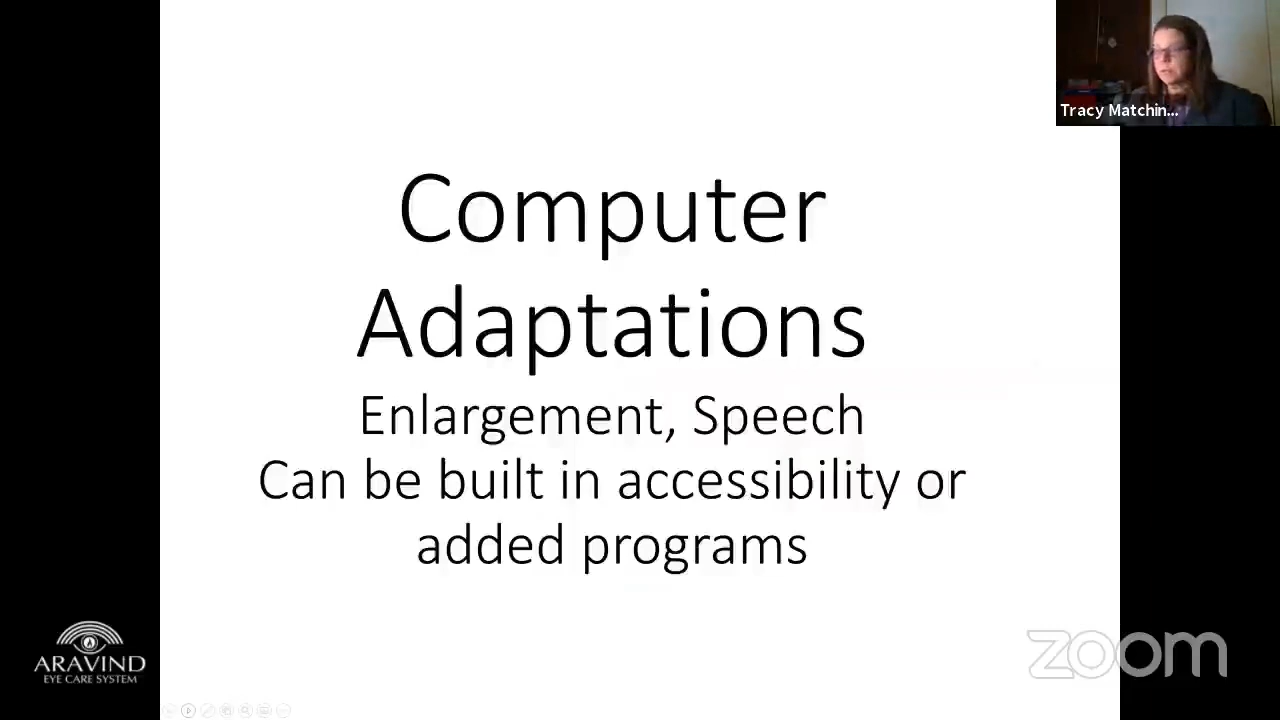 Tracy Matchin...
Computer
Adaptations
Enlargement, Speech
Can be built in accessibility or
added programs
ARAVIND
EYE CARE SYSTEM
zoom